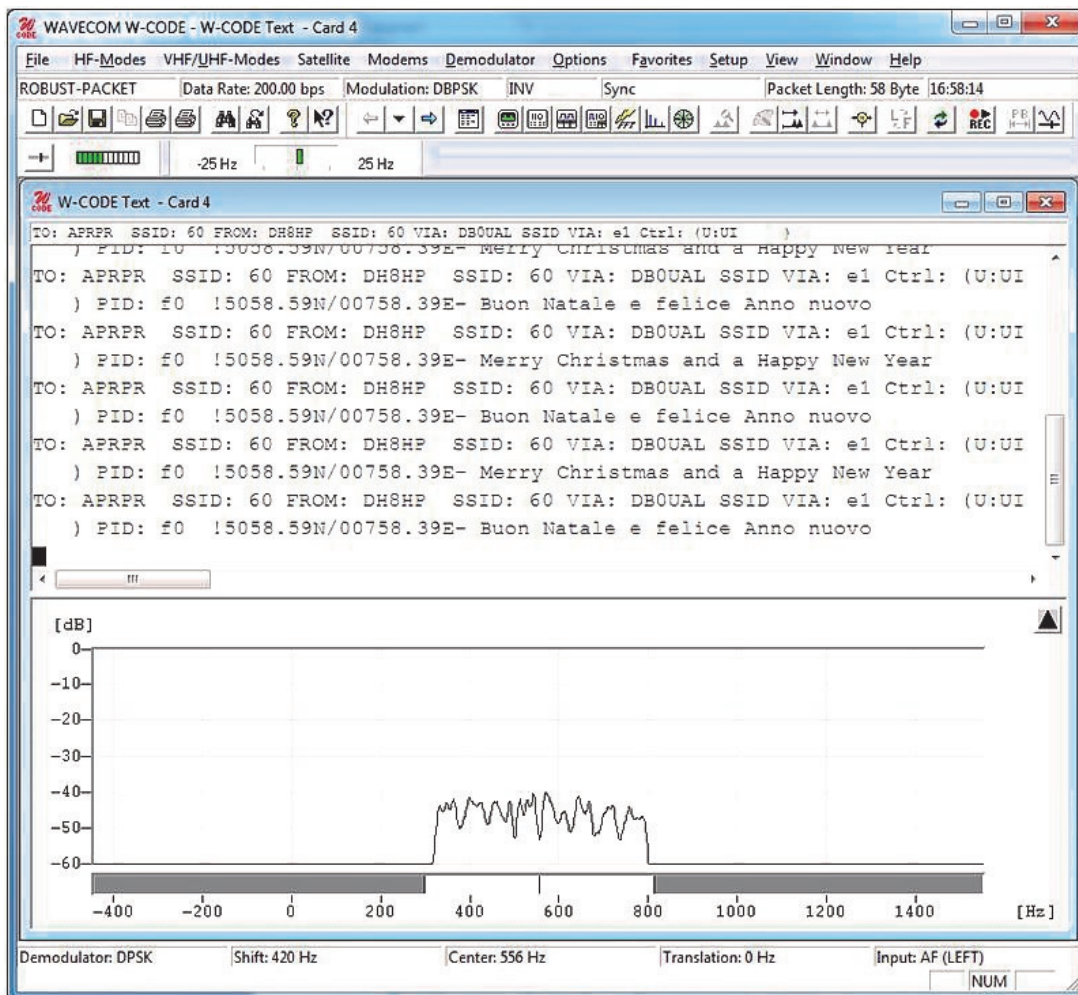 WAVECOM W-CODE - W-CODE Text - Card 4
File HF-Modes VHF/UHF-Modes Satellite Modems Demodulator Options Favorites Setup View Window Help
ROBUST-PACKET Data Rate: 200.00 bps Modulation: DBPSK INV Sync Packet Length: 58 Byte 16:58:14
REC
-25 Hz 25 Hz
W-CODE Text - Card 4
TO: APRPR SSID: 60 FROM: DH8HP SSID: 60 VIA: DB0UAL SSID VIA: e1 Ctrl: (U:UI )
) PID: f0 !5058.59N/00758.39E- Merry Christmas and a Happy New Year
TO: APRPR SSID: 60 FROM: DH8HP SSID: 60 VIA: DB0UAL SSID VIA: e1 Ctrl: (U:UI
) PID: f0 !5058.59N/00758.39E- Buon Natale e felice Anno nuovo
TO: APRPR SSID: 60 FROM: DH8HP SSID: 60 VIA: DB0UAL SSID VIA: e1 Ctrl: (U:UI
) PID: f0 !5058.59N/00758.39E- Merry Christmas and a Happy New Year
TO: APRPR SSID: 60 FROM: DH8HP SSID: 60 VIA: DB0UAL SSID VIA: e1 Ctrl: (U:UI
) PID: f0 !5058.59N/00758.39E- Buon Natale e felice Anno nuovo
TO: APRPR SSID: 60 FROM: DH8HP SSID: 60 VIA: DB0UAL SSID VIA: e1 Ctrl: (U:UI
) PID: f0 !5058.59N/00758.39E- Merry Christmas and a Happy New Year
TO: APRPR SSID: 60 FROM: DH8HP SSID: 60 VIA: DB0UAL SSID VIA: e1 Ctrl: (U:UI
) PID: f0 !5058.59N/00758.39E- Buon Natale e felice Anno nuovo
[dB]
0
-10
-20
-30
-40
-50
-60
-400 -200 0 200 400 600 800 1000 1200 1400 [Hz]
Demodulator: DPSK Shift: 420 Hz Center: 556 Hz Translation: 0 Hz Input: AF (LEFT)
NUM